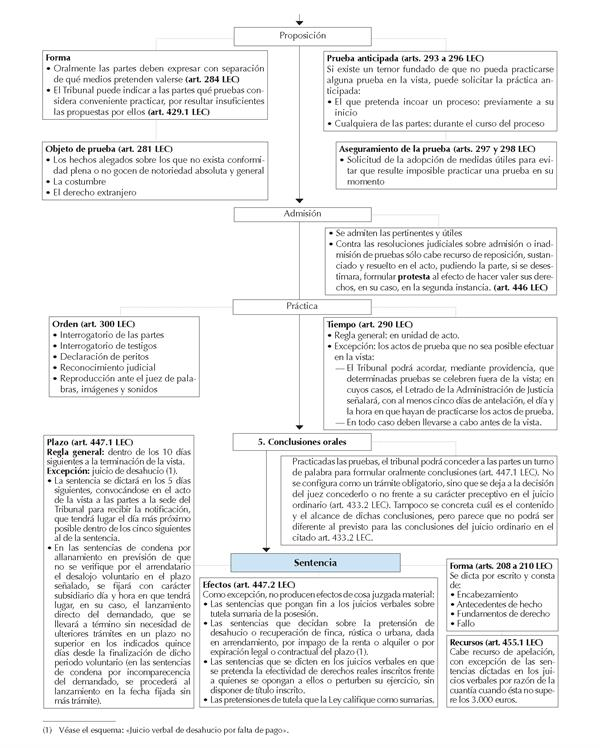 Proposición
Forma
• Oralmente las partes deben expresar con separación
de qué medios pretenden valerse (art. 284 LEC)
• El Tribunal puede indicar a las partes qué pruebas con-
sidera conveniente practicar, por resultar insuficientes
las propuestas por ellos (art. 429.1 LEC)
Prueba anticipada (arts. 293 a 296 LEC)
Si existe un temor fundado de que no pueda practicarse
alguna prueba en la vista, podrá solicitar la práctica an-
ticipada:
• El que pretenda incoar un proceso: previamente a su
inicio
• Cualquiera de las partes: durante el curso del proceso
Objeto de prueba (art. 281 LEC)
• Los hechos alegados sobre los que no exista conformi-
dad plena o no gocen de notoriedad absoluta y general
• La costumbre
• El derecho extranjero
Aseguramiento de la prueba (arts. 297 y 298 LEC)
• Solicitud de la adopción de medidas útiles para evi-
tar que resulte imposible practicar una prueba en su
momento
Admisión
• Se admiten las pertinentes y útiles
• Contra las resoluciones judiciales sobre admisión o inad-
misión de pruebas sólo cabe recurso de reposición, sustan-
ciado y resuelto en el acto, pudiendo la parte, si se deses-
timara, formular protesta al efecto de hacer valer sus dere-
chos, en su caso, en la segunda instancia. (art. 446 LEC)
Práctica
Orden (art. 300 LEC)
• Interrogatorio de las partes
• Interrogatorio de testigos
• Declaración de peritos
• Reconocimiento judicial
• Reproducción ante el juez de pala-
bras, imágenes y sonidos
Tiempo (art. 290 LEC)
• Regla general: en unidad de acto.
• Excepción: los actos de prueba que no sea posible efectuar
en la vista:
— El Tribunal podrá acordar, mediante providencia, que
determinadas pruebas se celebren fuera de la vista; en
cuyos casos, el Letrado de la Administración de Justicia
señalará, con al menos cinco días de antelación, el día y
la hora en que hayan de practicarse los actos de prueba.
— En todo caso deben llevarse a cabo antes de la vista.
5. Conclusiones orales
Practicadas las pruebas, el tribunal podrá conceder a las partes un turno
de palabra para formular oralmente conclusiones (art. 447.1 LEC). No
se configura como un trámite obligatorio, sino que se deja a la decisión
del juez concederlo o no frente a su carácter preceptivo en el juicio
ordinario (art. 433.2 LEC). Tampoco se concreta cuál es el contenido
y el alcance de dichas conclusiones, pero parece que no podrá ser
diferente al previsto para las conclusiones del juicio ordinario en el
citado art. 433.2 LEC.
Plazo (art. 447.1 LEC)
Regla general: dentro de los 10 días
siguientes a la terminación de la vista.
Excepción: juicio de desahucio (1).
• La sentencia se dictará en los 5 días
siguientes, convocándose en el acto
de la vista a las partes a la sede del
Tribunal para recibir la notificación,
que tendrá lugar el día más próximo
posible dentro de los cinco siguientes
al de la sentencia.
• En las sentencias de condena por
allanamiento en previsión de que
no se verifique por el arrendatario
el desalojo voluntario en el plazo
señalado, se fijará con carácter
subsidiario día y hora en que tendrá
lugar, en su caso, el lanzamiento
directo del demandado, que se
llevará a término sin necesidad de
ulteriores trámites en un plazo no
superior en los indicados quince
días desde la finalización de dicho
periodo voluntario (en las sentencias
de condena por incomparecencia
del demandado, se procederá al
lanzamiento en la fecha fijada sin
más trámite).
Sentencia
Efectos (art. 447.2 LEC)
Como excepción, no producen efectos de cosa juzgada material:
• Las sentencias que pongan fin a los juicios verbales sobre
tutela sumaria de la posesión.
• Las sentencias que decidan sobre la pretensión de
desahucio o recuperación de finca, rústica o urbana, dada
en arrendamiento, por impago de la renta o alquiler o por
expiración legal o contractual del plazo (1).
• Las sentencias que se dicten en los juicios verbales en que
se pretenda la efectividad de derechos reales inscritos frente
a quienes se opongan a ellos o perturben su ejercicio, sin
disponer de título inscrito.
• Las pretensiones de tutela que la Ley califique como sumarias.
Forma (arts. 208 a 210 LEC)
Se dicta por escrito y consta
de:
• Encabezamiento
• Antecedentes de hecho
• Fundamentos de derecho
• Fallo
Recursos (art. 455.1 LEC)
Cabe recurso de apelación,
con excepción de las sen-
tencias dictadas en los
juicios verbales por razón de la
cuantía cuando ésta no supe-
re los 3.000 euros.
(1) Véase el esquema: «Juicio verbal de desahucio por falta de pago».